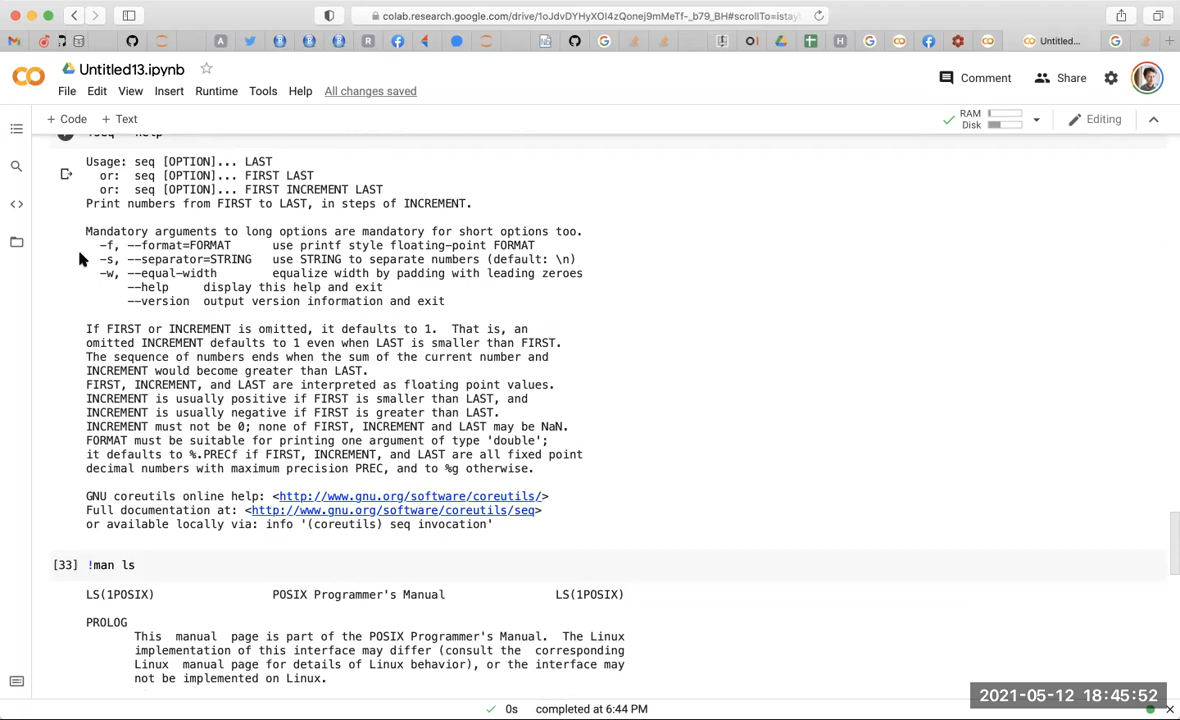 colab.research.google.com/drive/1oJdvDYHyXOI4zQonej9mMeTf-_b79_BH#scrollTo=istay
Untitled...
Untitled13.ipynb
File Edit View Insert Runtime Tools Help All changes saved
Comment Share
+ Code + Text
RAM
Disk
Editing
Usage: seq [OPTION]... LAST
or: seq [OPTION]... FIRST LAST
or: seq [OPTION]... FIRST INCREMENT LAST
Print numbers from FIRST to LAST, in steps of INCREMENT.
Mandatory arguments to long options are mandatory for short options too.
-f, --format=FORMAT use printf style floating-point FORMAT
-s, --separator=STRING use STRING to separate numbers (default: \n)
-w, --equal-width equalize width by padding with leading zeroes
--help display this help and exit
--version output version information and exit
If FIRST or INCREMENT is omitted, it defaults to 1. That is, an
omitted INCREMENT defaults to 1 even when LAST is smaller than FIRST.
The sequence of numbers ends when the sum of the current number and
INCREMENT would become greater than LAST.
FIRST, INCREMENT, and LAST are interpreted as floating point values.
INCREMENT is usually positive if FIRST is smaller than LAST, and
INCREMENT is usually negative if FIRST is greater than LAST.
INCREMENT must not be 0; none of FIRST, INCREMENT and LAST may be NaN.
FORMAT must be suitable for printing one argument of type 'double';
it defaults to %.PRECf if FIRST, INCREMENT, and LAST are all fixed point
decimal numbers with maximum precision PREC, and to %g otherwise.
GNU coreutils online help: <http://www.gnu.org/software/coreutils/>
Full documentation at: <http://www.gnu.org/software/coreutils/seq>
or available locally via: info '(coreutils) seq invocation'
[33] !man ls
LS(1POSIX) POSIX Programmer's Manual LS(1POSIX)
PROLOG
This manual page is part of the POSIX Programmer's Manual. The Linux
implementation of this interface may differ (consult the corresponding
Linux manual page for details of Linux behavior), or the interface may
not be implemented on Linux.
0s completed at 6:44 PM
2021-05-12 18:45:52